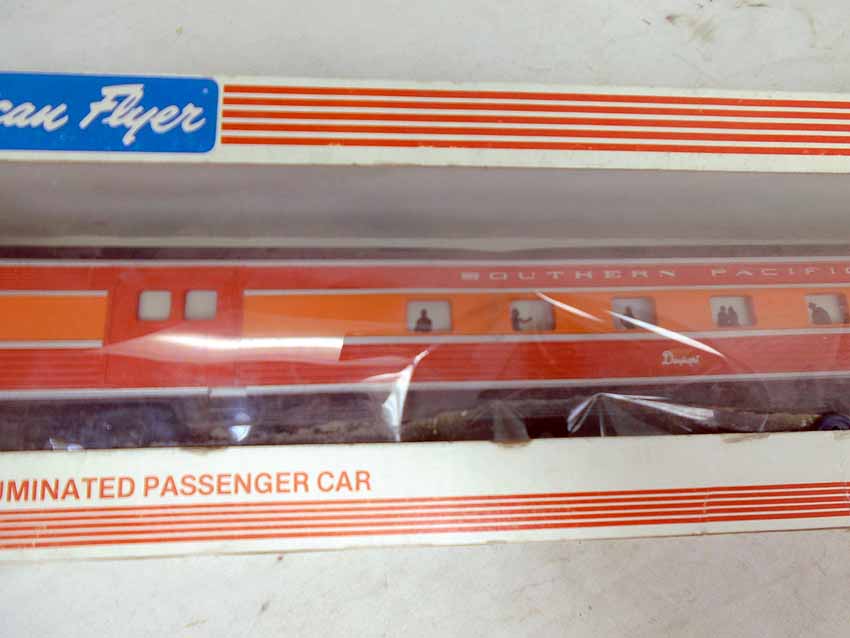 can Flyer
SOUTHERN PACIFIC
Daylight
UMINATED PASSENGER CAR